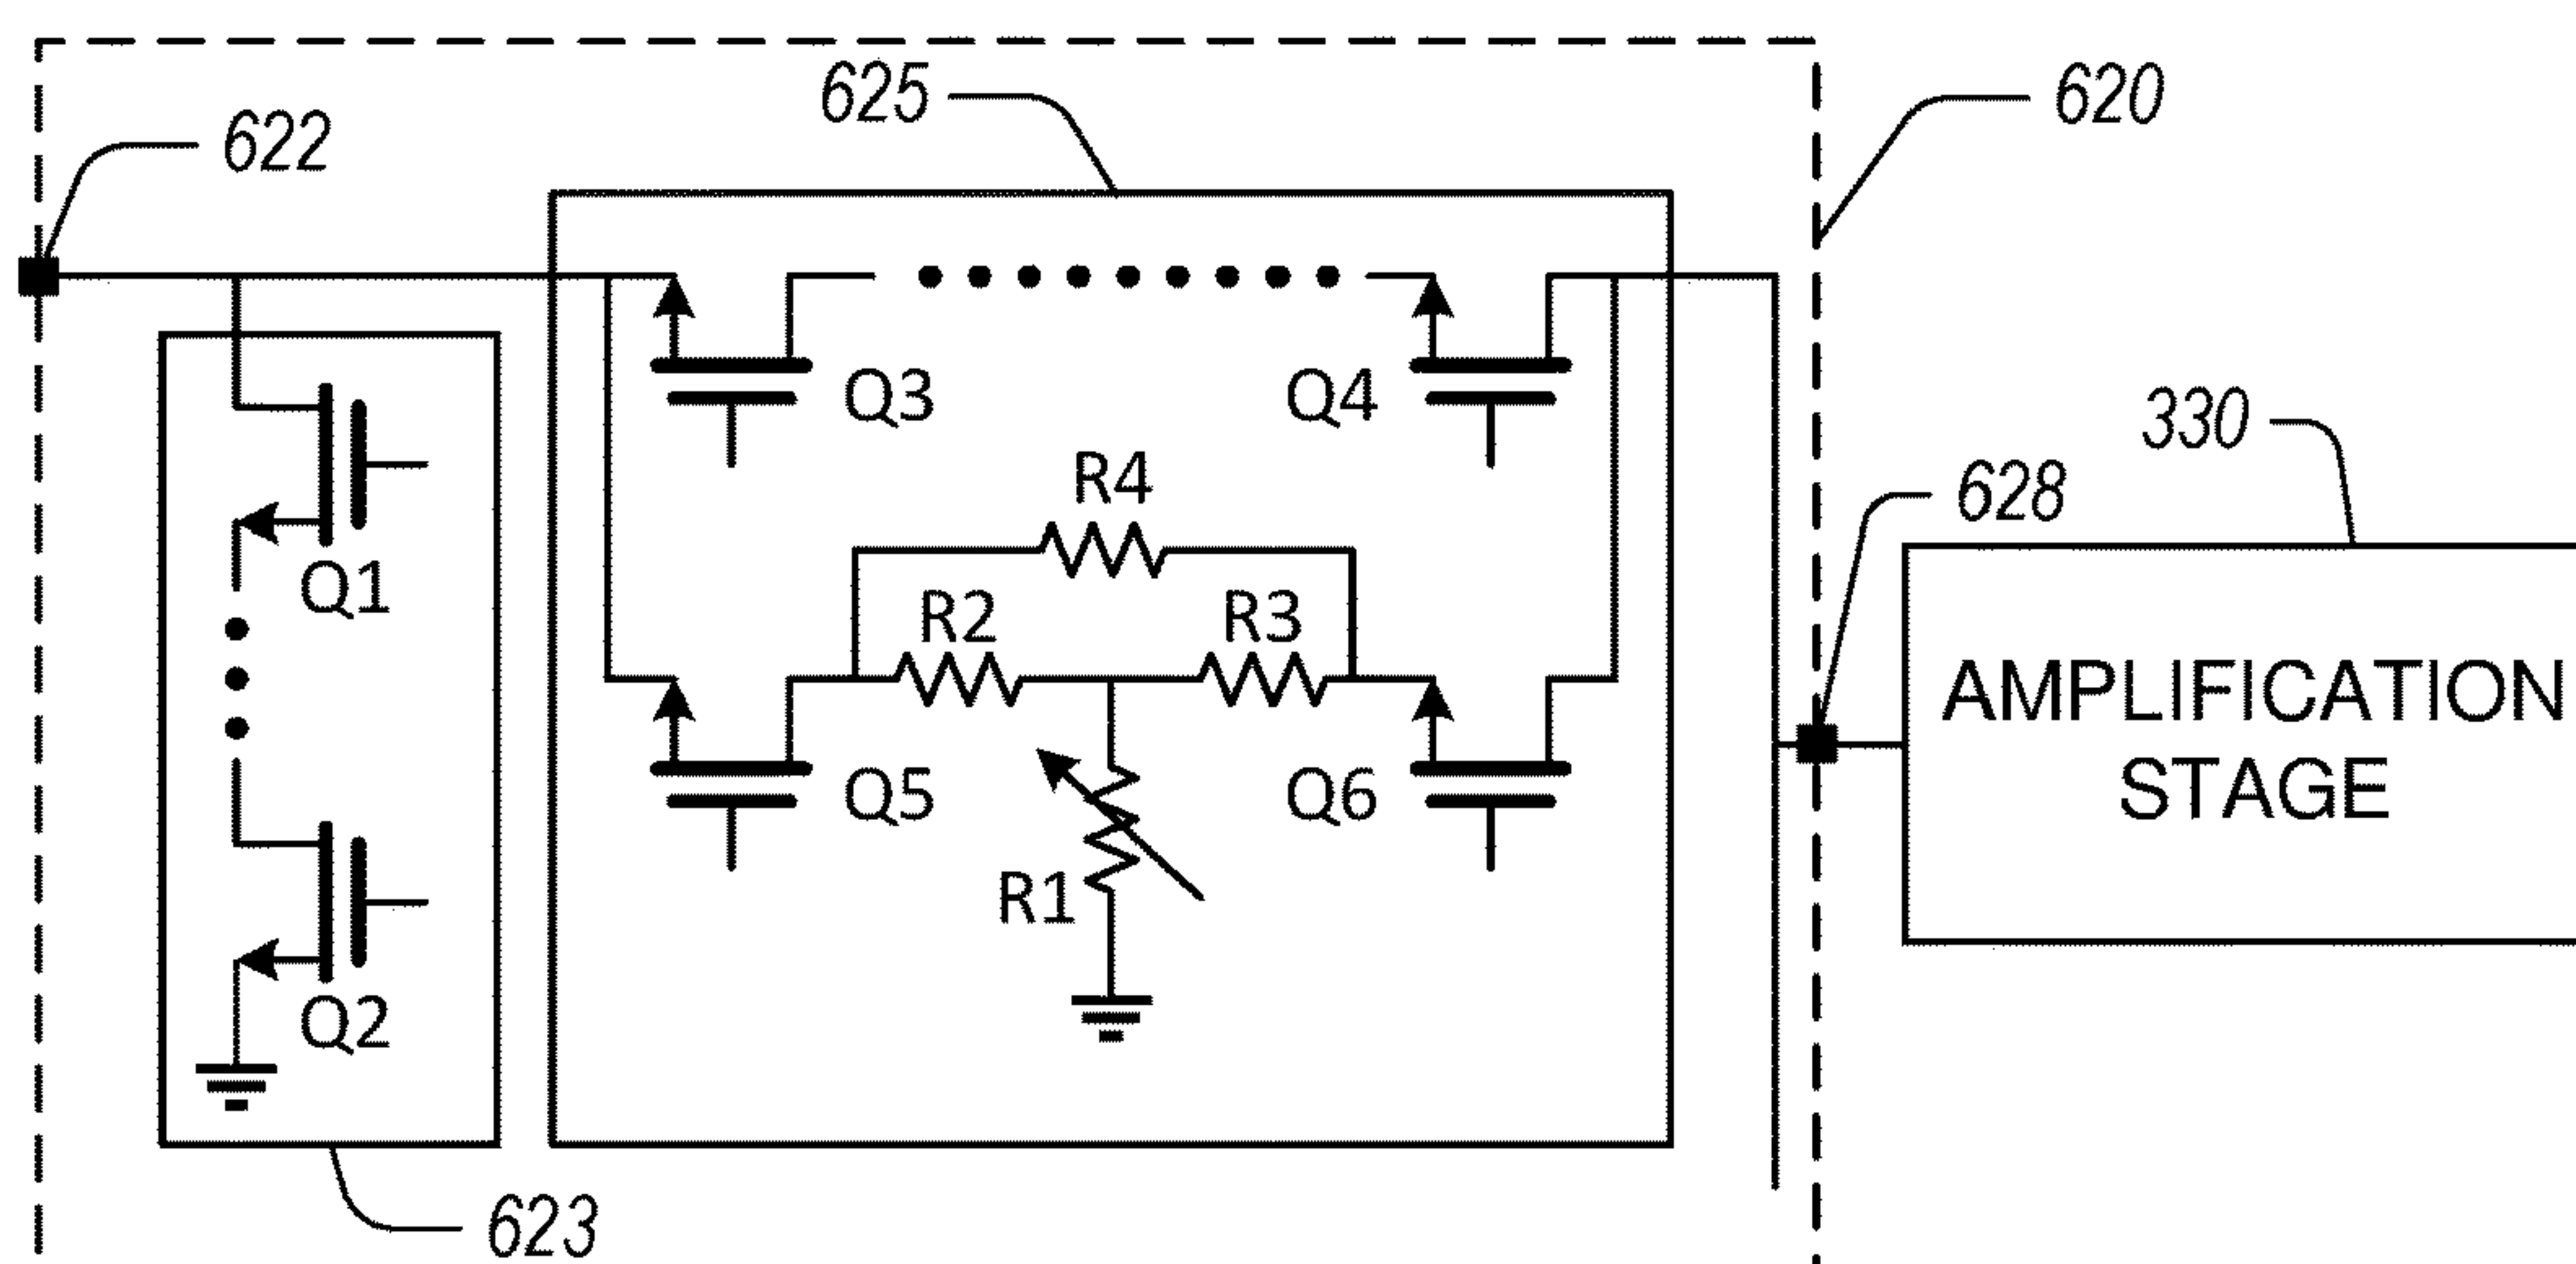 625
620
622
Q3
Q4
330
R4
628
Q1
R2
R3
AMPLIFICATION
STAGE
Q5
Q6
R1
Q2
623